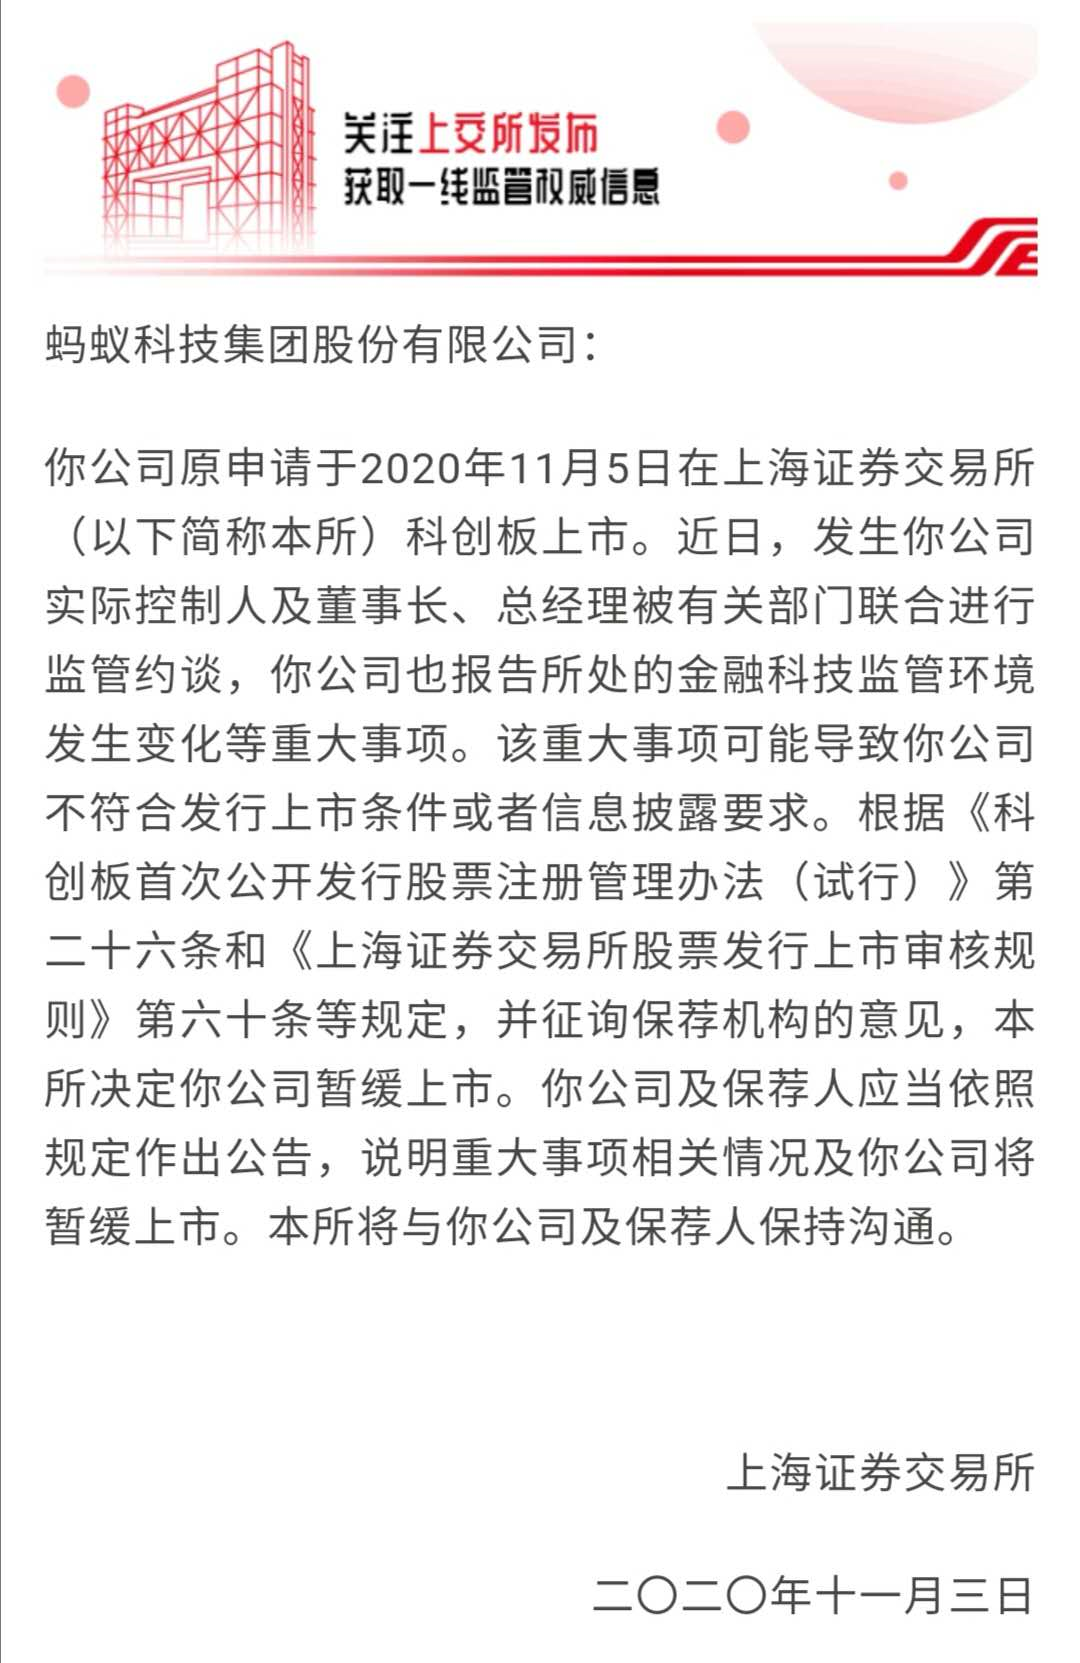 关注上交所发布
获取一线监管权威信息
蚂蚁科技集团股份有限公司：
你公司原申请于2020年11月5日在上海证券交易所
（以下简称本所）科创板上市。近日，发生你公司
实际控制人及董事长、总经理被有关部门联合进行
监管约谈，你公司也报告所处的金融科技监管环境
发生变化等重大事项。该重大事项可能导致你公司
不符合发行上市条件或者信息披露要求。根据《科
创板首次公开发行股票注册管理办法（试行）》第
二十六条和《上海证券交易所股票发行上市审核规
则》第六十条等规定，并征询保荐机构的意见，本
所决定你公司暂缓上市。你公司及保荐人应当依照
规定作出公告，说明重大事项相关情况及你公司将
暂缓上市。本所将与你公司及保荐人保持沟通。
上海证券交易所
二〇二〇年十一月三日